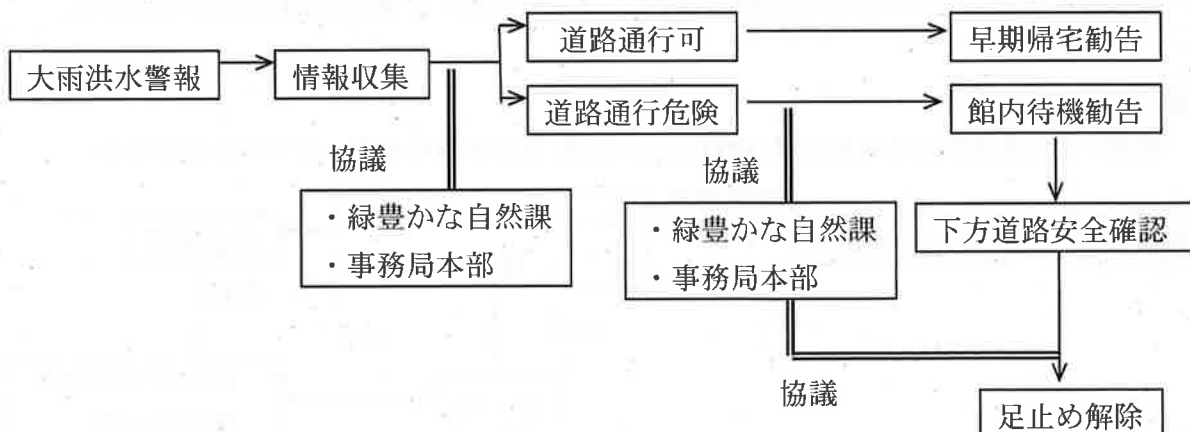 大雨洪水警報
情報収集
道路通行可
早期帰宅勧告
道路通行危険
館内待機勧告
協議
・緑豊かな自然課
・事務局本部
協議
・緑豊かな自然課
・事務局本部
下方道路安全確認
協議
足止め解除